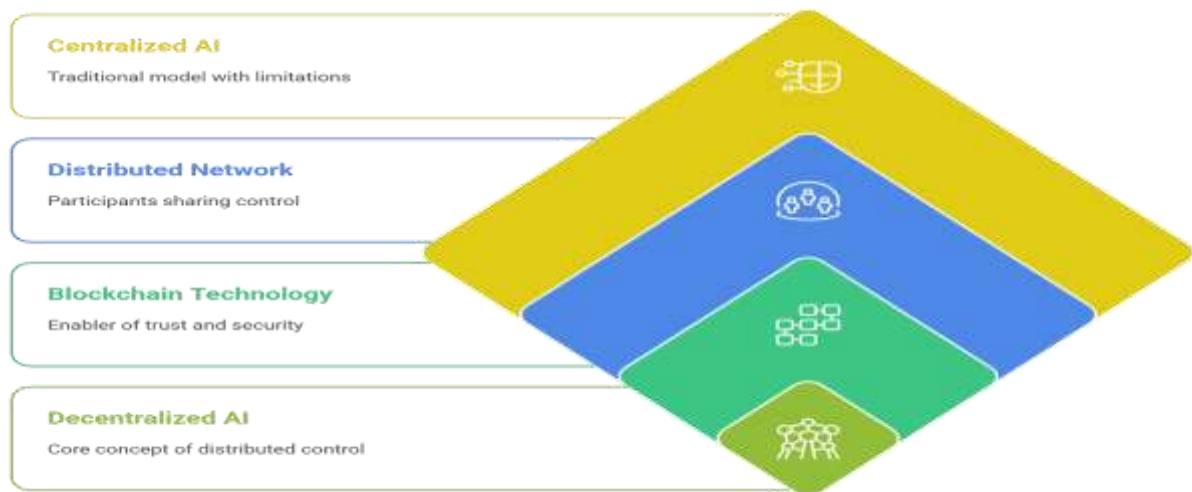 Centralized AI
Traditional model with limitations
Distributed Network
Participants sharing control
Blockchain Technology
Enabler of trust and security
Decentralized AI
Core concept of distributed control